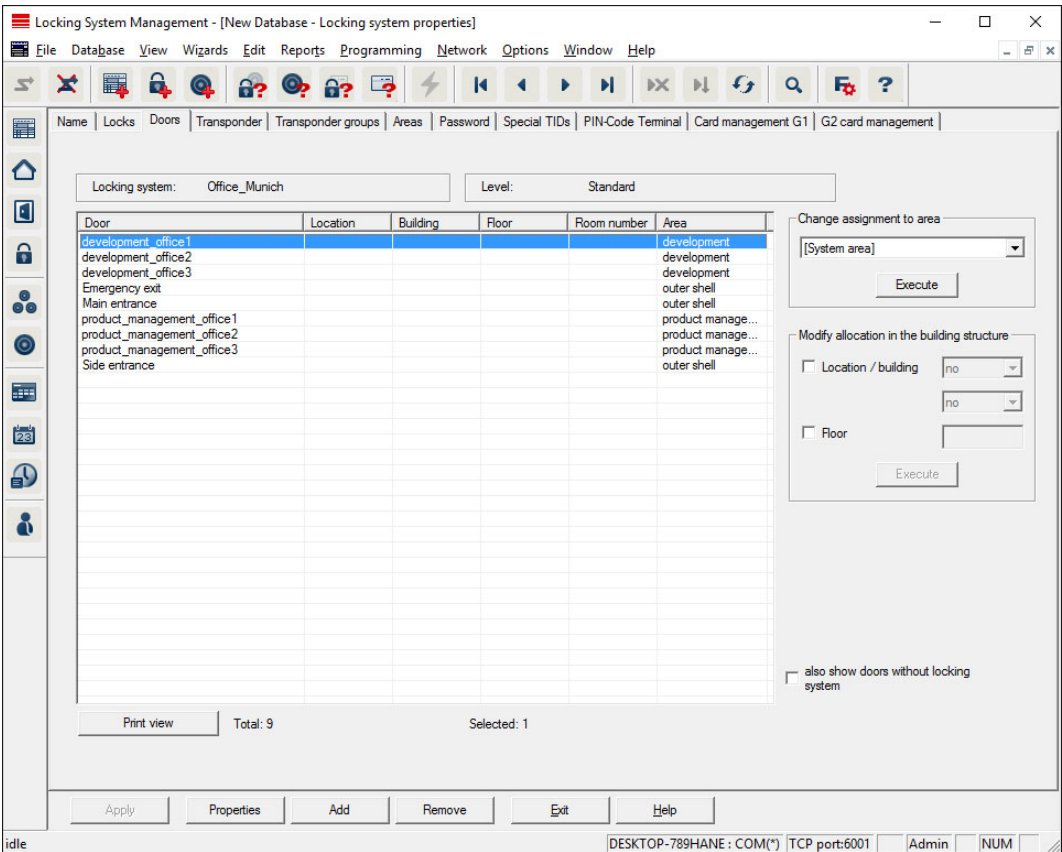 Locking System Management - [New Database - Locking system properties]
File Database View Wizards Edit Reports Programming Network Options Window Help
Name Locks Doors Transponder Transponder groups Areas Password Special TIDs PIN-Code Terminal Card management G1 G2 card management
Locking system: Office_Munich Level: Standard
Door Location Building Floor Room number Area
development_office1 development
development_office2 development
development_office3 development
Emergency exit outer shell
Main entrance outer shell
product_management_office1 product manage...
product_management_office2 product manage...
product_management_office3 product manage...
Side entrance outer shell
Change assignment to area
[System area]
Execute
Modify allocation in the building structure
Location / building no
no
Floor
Execute
23
also show doors without locking
system
Print view Total: 9 Selected: 1
Apply Properties Add Remove Exit Help
idle DESKTOP-789HANE : COM(*) TCP port:6001 Admin NUM